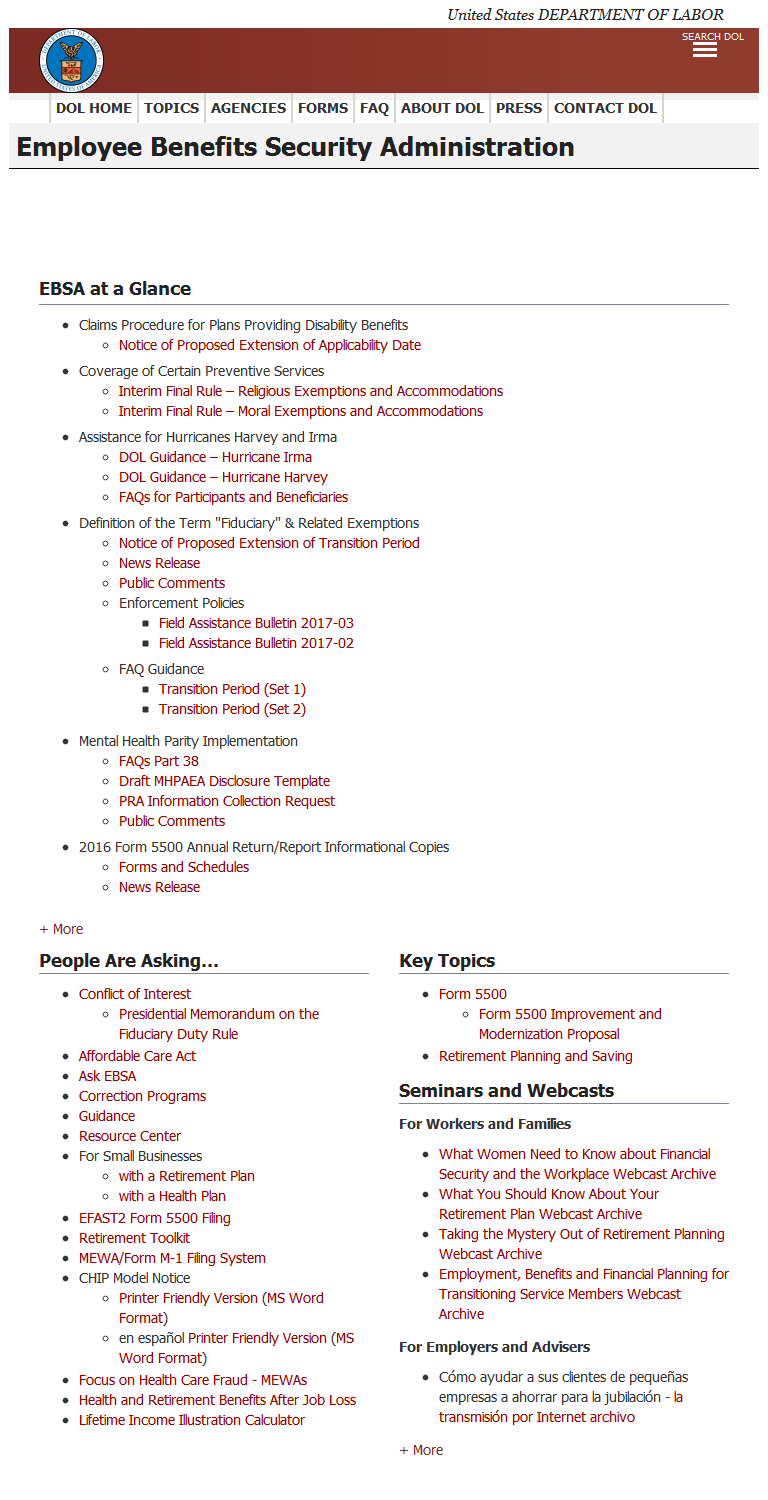 United States DEPARTMENT OF LABOR
SEARCH DOL
DOL HOME
TOPICS
AGENCIES
FORMS
FAQ
ABOUT DOL
PRESS
CONTACT DOL
Employee Benefits Security Administration
EBSA at a Glance
Claims Procedure for Plans Providing Disability Benefits
Notice of Proposed Extension of Applicability Date
Coverage of Certain Preventive Services
Interim Final Rule – Religious Exemptions and Accommodations
Interim Final Rule – Moral Exemptions and Accommodations
Assistance for Hurricanes Harvey and Irma
DOL Guidance – Hurricane Irma
DOL Guidance – Hurricane Harvey
FAQs for Participants and Beneficiaries
Definition of the Term "Fiduciary" & Related Exemptions
Notice of Proposed Extension of Transition Period
News Release
Public Comments
Enforcement Policies
Field Assistance Bulletin 2017-03
Field Assistance Bulletin 2017-02
FAQ Guidance
Transition Period (Set 1)
Transition Period (Set 2)
Mental Health Parity Implementation
FAQs Part 38
Draft MHPAEA Disclosure Template
PRA Information Collection Request
Public Comments
2016 Form 5500 Annual Return/Report Informational Copies
Forms and Schedules
News Release
+ More
People Are Asking...
Conflict of Interest
Presidential Memorandum on the
Fiduciary Duty Rule
Affordable Care Act
Ask EBSA
Correction Programs
Guidance
Resource Center
For Small Businesses
with a Retirement Plan
with a Health Plan
EFAST2 Form 5500 Filing
Retirement Toolkit
MEWA/Form M-1 Filing System
CHIP Model Notice
Printer Friendly Version (MS Word
Format)
en español Printer Friendly Version (MS
Word Format)
Focus on Health Care Fraud - MEWAs
Health and Retirement Benefits After Job Loss
Lifetime Income Illustration Calculator
Key Topics
Form 5500
Form 5500 Improvement and
Modernization Proposal
Retirement Planning and Saving
Seminars and Webcasts
For Workers and Families
What Women Need to Know about Financial
Security and the Workplace Webcast Archive
What You Should Know About Your
Retirement Plan Webcast Archive
Taking the Mystery Out of Retirement Planning
Webcast Archive
Employment, Benefits and Financial Planning for
Transitioning Service Members Webcast
Archive
For Employers and Advisers
Cómo ayudar a sus clientes de pequeñas
empresas a ahorrar para la jubilación - la
transmisión por Internet archivo
+ More